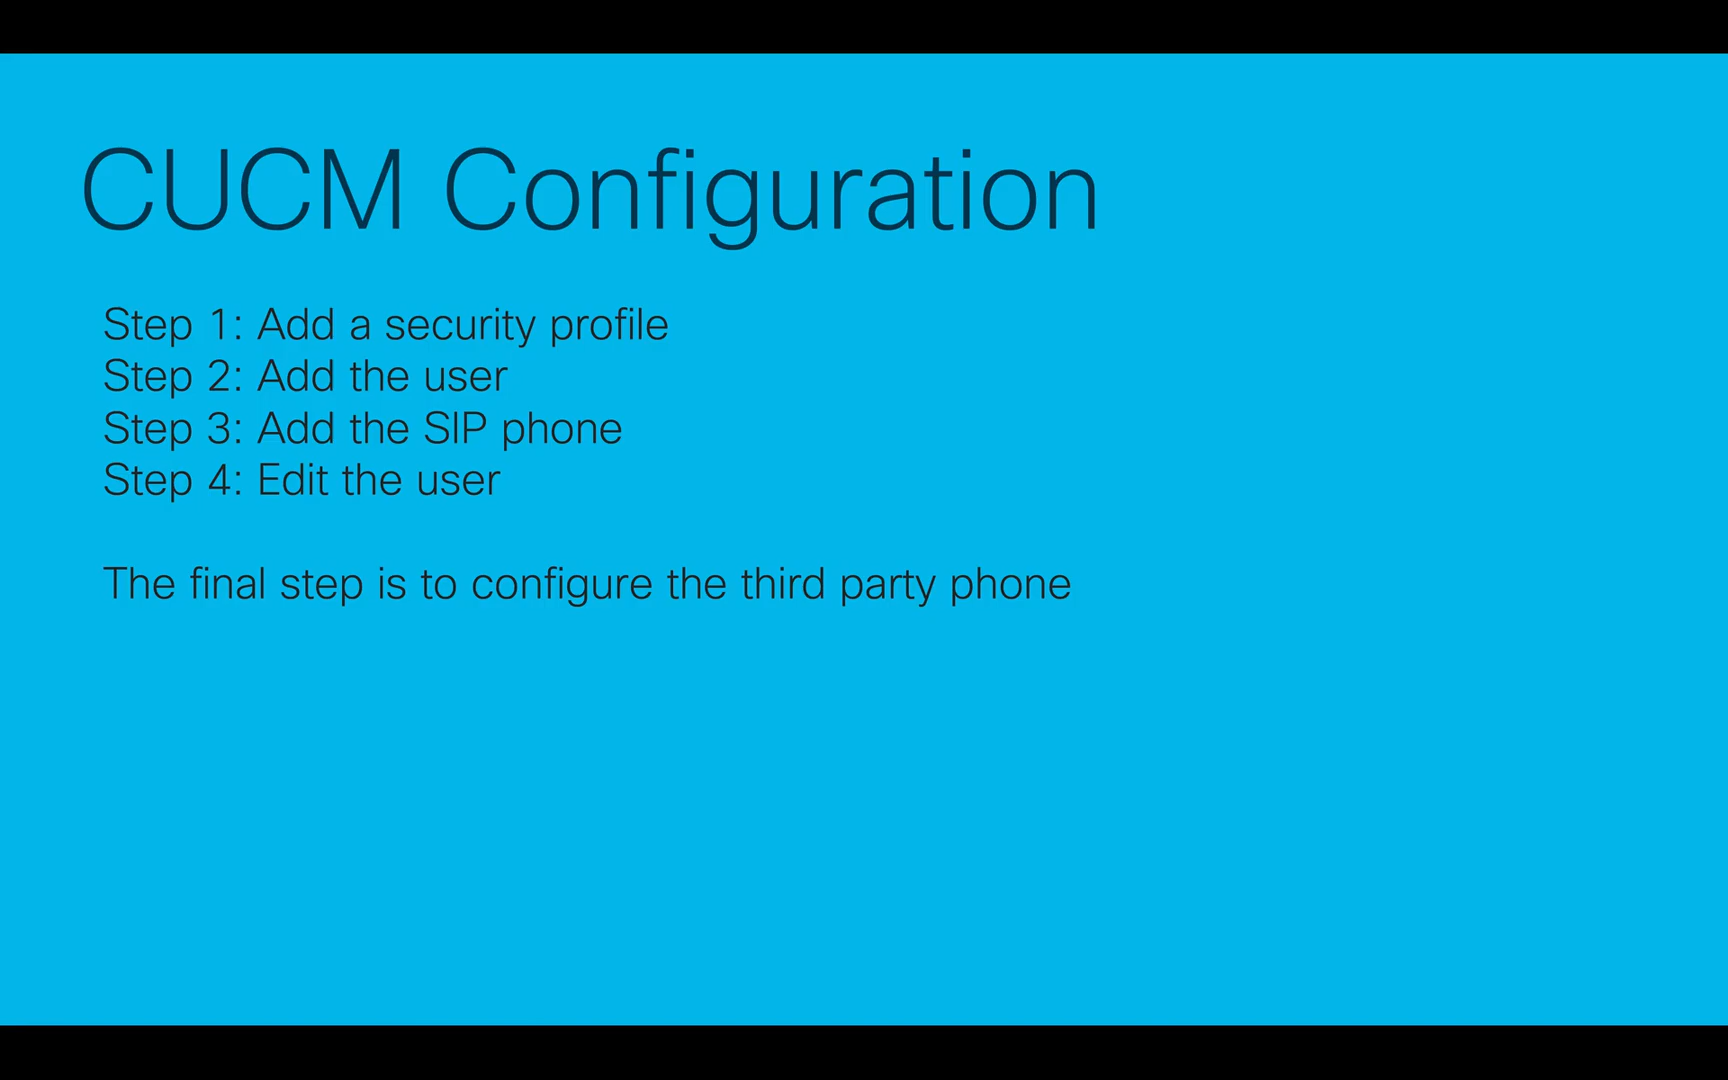 CUCM Configuration
Step 1: Add a security profile
Step 2: Add the user
Step 3: Add the SIP phone
Step 4: Edit the user
The final step is to configure the third party phone